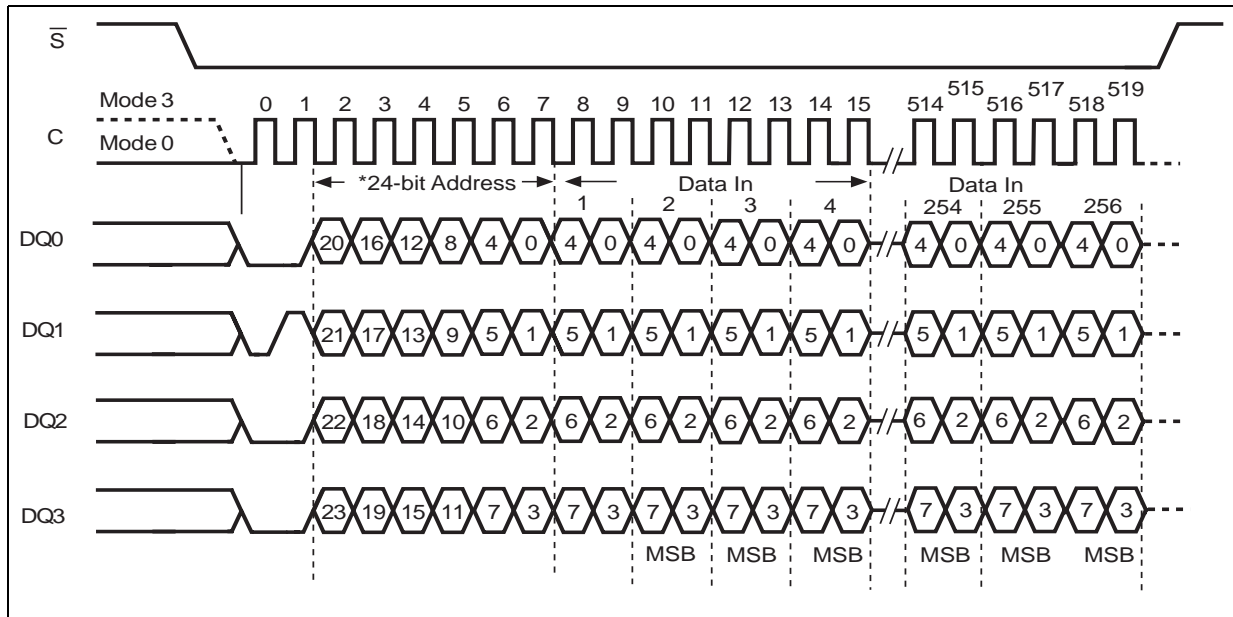 S
Mode 3
0 1 2 3 4 5 6 7 8 9 10 11 12 13 14 15 514 515 516 517 518 519
C
Mode 0
*24-bit Address Data In Data In
1 2 3 4 254 255 256
DQ0 20 16 12 8 4 0 4 0 4 0 4 0 4 0 // 4 0 4 0 4 0
DQ1 21 17 13 9 5 1 5 1 5 1 5 1 5 1 // 5 1 5 1 5 1
DQ2 22 18 14 10 6 2 6 2 6 2 6 2 6 2 // 6 2 6 2 6 2
DQ3 23 19 15 11 7 3 7 3 7 3 7 3 7 3 // 7 3 7 3 7 3
MSB MSB MSB MSB MSB MSB